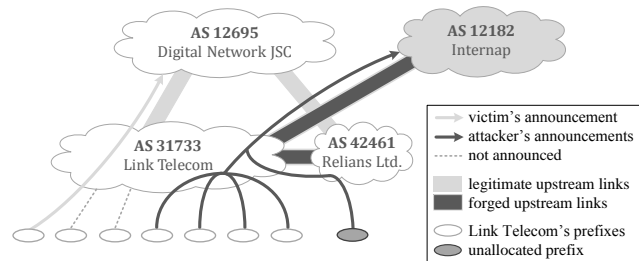 AS 12695
Digital Network JSC
AS 12182
Internap
AS 31733
Link Telecom
AS 42461
Relians Ltd.
victim's announcement
attacker's announcements
not announced
legitimate upstream links
forged upstream links
Link Telecom's prefixes
unallocated prefix